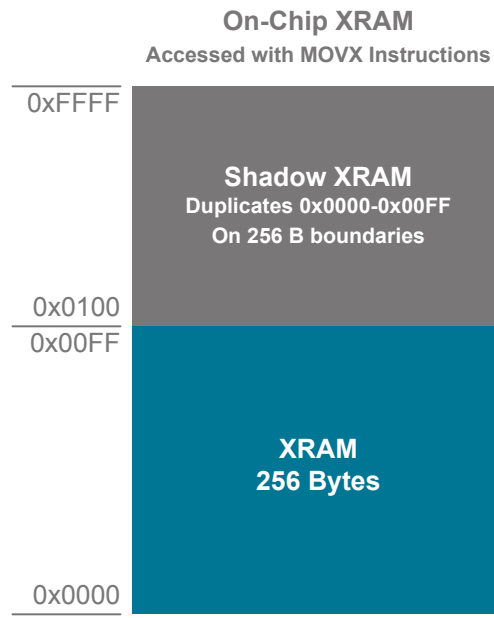 On-Chip XRAM
Accessed with MOVX Instructions
0xFFFF
Shadow XRAM
Duplicates 0x0000-0x00FF
On 256 B boundaries
0x0100
0x00FF
XRAM
256 Bytes
0x0000